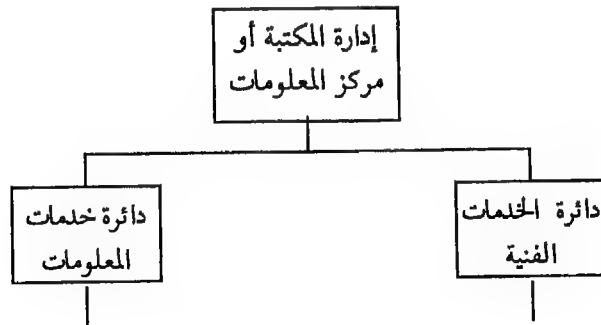 إدارة المكتبة أو
مركز المعلومات
دائرة الخدمات
الفنية
دائرة خدمات
المعلومات